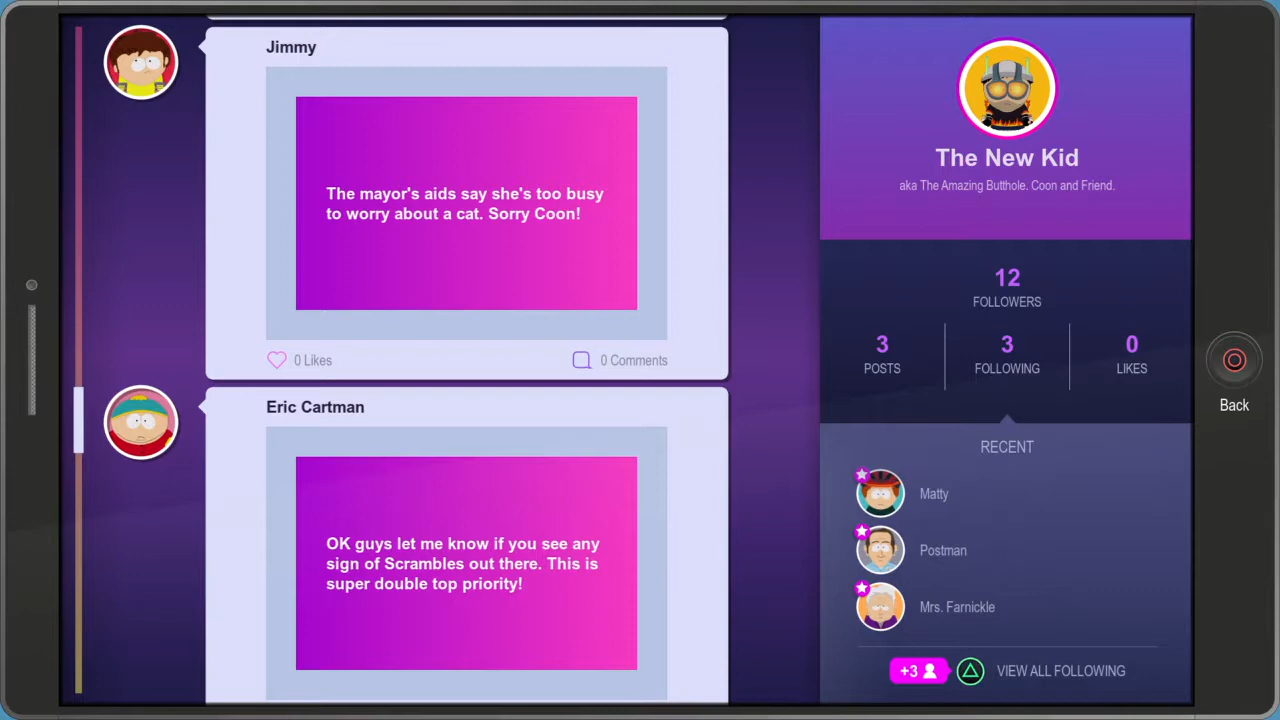 Jimmy
The mayor's aids say she's too busy
to worry about a cat. Sorry Coon!
0 Likes
0 Comments
Eric Cartman
OK guys let me know if you see any
sign of Scrambles out there. This is
super double top priority!
The New Kid
aka The Amazing Butthole. Coon and Friend.
12
FOLLOWERS
3
POSTS
3
FOLLOWING
0
LIKES
RECENT
Matty
Postman
Mrs. Farnickle
+3
VIEW ALL FOLLOWING
Back